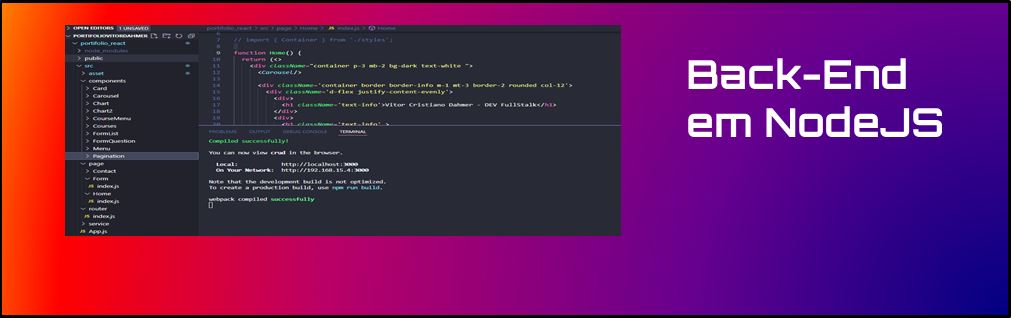 OPEN EDITORS 1 UNSAVED
PORTIFOLIOVITORDAHMER
portifolio_react
node_modules
public
src
asset
components
Card
Carousel
Chart
Chart2
CourseMenu
Courses
FormList
FormQuestion
Menu
Pagination
page
Contact
Form
JS index.js
Home
JS index.js
router
JS index.js
service
JS App.js
portifolio_react > src > page > Home > JS index.js > Home
6
7 // import { Container } from './styles';
8
9 function Home() {
10 return (<>
11 <div className="container p-3 mb-2 bg-dark text-white ">
12 <Carousel/>
13
14 <div className='container border border-info m-1 mt-3 border-2 rounded col-12'>
15 <div className='d-flex justify-content-evenly'>
16 <div>
17 <h1 className='text-info'>Vitor Cristiano Dahmer - DEV FullStalk</h1>
18 </div>
19 <div>
20 <h1 className='text-info' >
PROBLEMS OUTPUT DEBUG CONSOLE TERMINAL
Compiled successfully!
You can now view crud in the browser.
Local: http://localhost:3000
On Your Network: http://192.168.15.4:3000
Note that the development build is not optimized.
To create a production build, use npm run build.
webpack compiled successfully
Back-End
em NodeJS